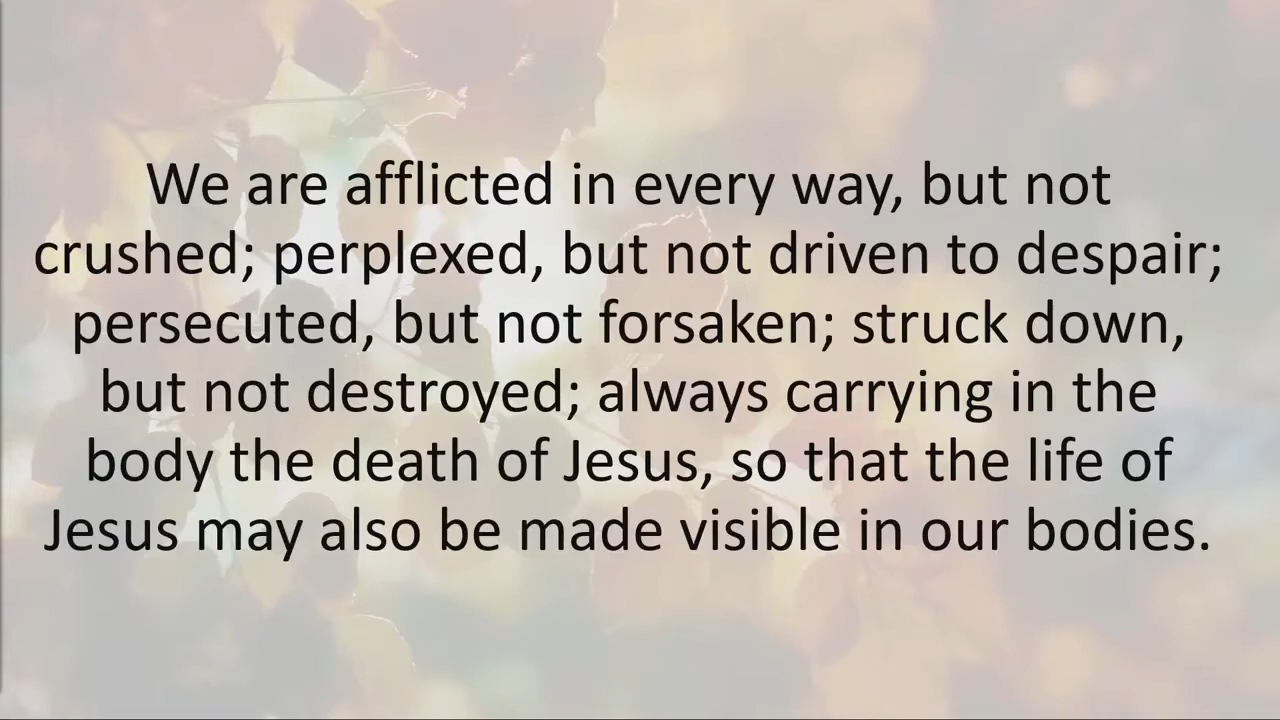 We are afflicted in every way, but not
crushed; perplexed, but not driven to despair;
persecuted, but not forsaken; struck down,
but not destroyed; always carrying in the
body the death of Jesus, so that the life of
Jesus may also be made visible in our bodies.